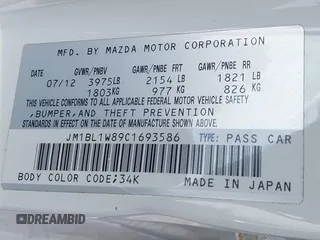 MFD. BY MAZDA MOTOR CORPORATION
GVWR/PNBV GAWR/PNBE FRT GAWR/PNBE RR
07/12 3975LB 2154 LB 1821 LB
1803KG 977 KG 826 KG
THIS VEHICLE CONFORMS TO ALL APPLICABLE FEDERAL MOTOR VEHICLE SAFETY
,BUMPER,AND THEFT PREVENTION
STANDARDS IN EFFECT ON THE DATE OF MANUFACTURE SHOWN ABOVE.
JM1BL1W89C1693586 TYPE: PASS CAR
BODY COLOR CODE;34K MADE IN JAPAN
DREAMBID